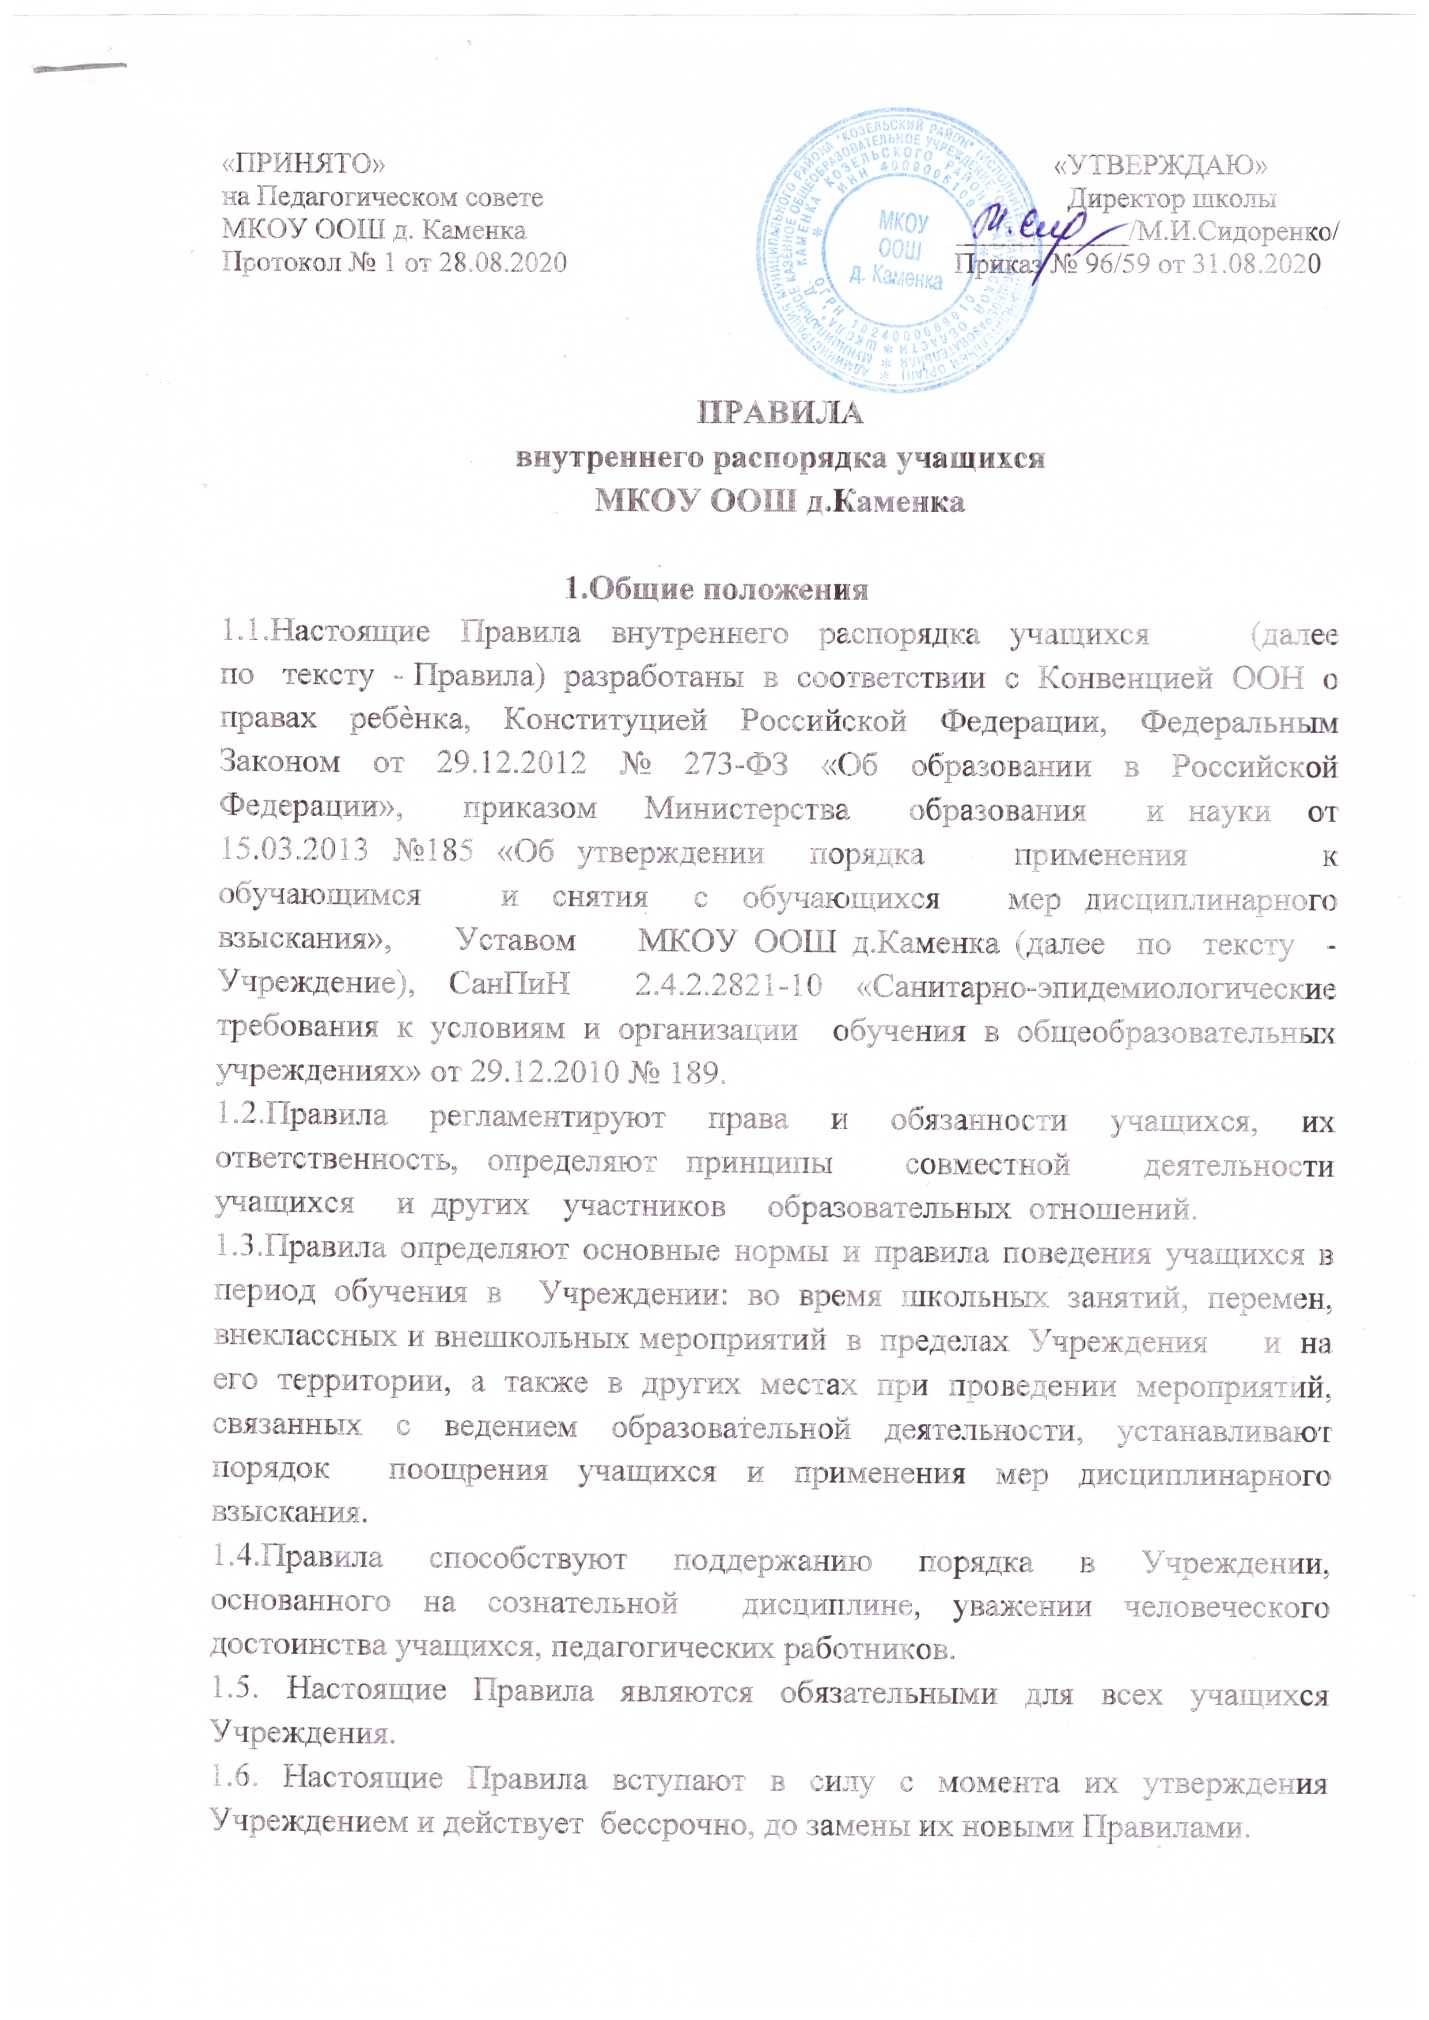 «ПРИНЯТО»
на Педагогическом совете
МКОУ ООШ д. Каменка
Протокол № 1 от 28.08.2020
«УТВЕРЖДАЮ»
Директор школы
/М.И.Сидоренко/
Приказ № 96/59 от 31.08.2020
МКОУ
ООШ
д. Каменка
ПРАВИЛА
внутреннего распорядка учащихся
МКОУ ООШ д.Каменка
1.Общие положения
1.1.Настоящие Правила внутреннего распорядка учащихся (далее
по тексту - Правила) разработаны в соответствии с Конвенцией ООН о
правах ребѐнка, Конституцией Российской Федерации, Федеральным
Законом от 29.12.2012 № 273-ФЗ «Об образовании в Российской
Федерации», приказом Министерства образования и науки от
15.03.2013 №185 «Об утверждении порядка применения к
обучающимся и снятия с обучающихся мер дисциплинарного
взыскания», Уставом МКОУ ООШ д.Каменка (далее по тексту -
Учреждение), СанПиН 2.4.2.2821-10 «Санитарно-эпидемиологические
требования к условиям и организации обучения в общеобразовательных
учреждениях» от 29.12.2010 № 189.
1.2.Правила регламентируют права и обязанности учащихся, их
ответственность, определяют принципы совместной деятельности
учащихся и других участников образовательных отношений.
1.3.Правила определяют основные нормы и правила поведения учащихся в
период обучения в Учреждении: во время школьных занятий, перемен,
внеклассных и внешкольных мероприятий в пределах Учреждения и на
его территории, а также в других местах при проведении мероприятий,
связанных с ведением образовательной деятельности, устанавливают
порядок поощрения учащихся и применения мер дисциплинарного
взыскания.
1.4.Правила способствуют поддержанию порядка в Учреждении,
основанного на сознательной дисциплине, уважении человеческого
достоинства учащихся, педагогических работников.
1.5. Настоящие Правила являются обязательными для всех учащихся
Учреждения.
1.6. Настоящие Правила вступают в силу с момента их утверждения
Учреждением и действует бессрочно, до замены их новыми Правилами.